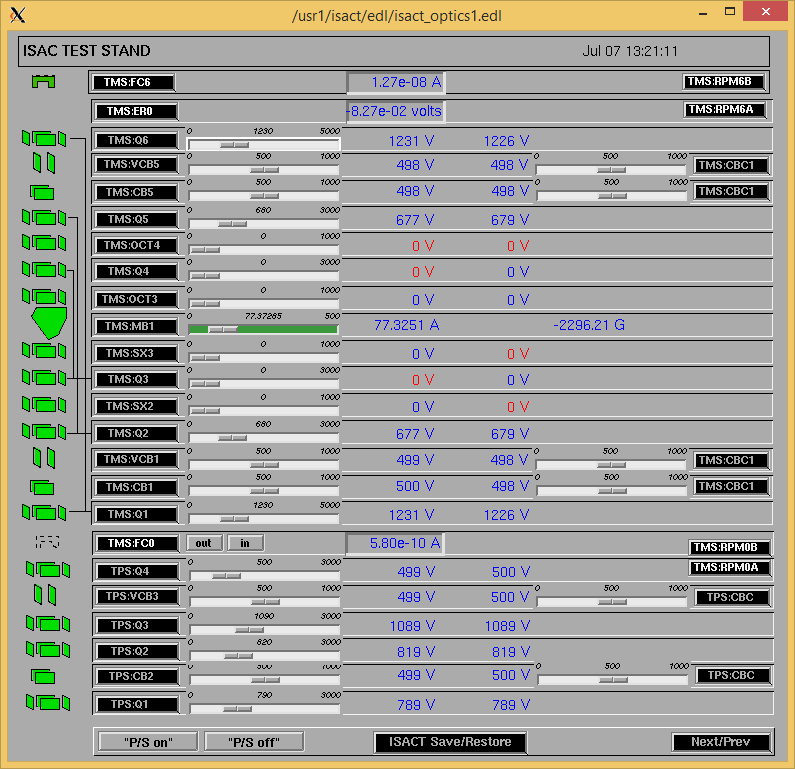 /usr1/isact/edl/isact_optics1.edl
ISAC TEST STAND Jul 07 13:21:11
TMS:FC6 1.27e-08 A TMS:RPM6B
TMS:ER0 -8.27e-02 volts TMS:RPM6A
0 1230 5000
TMS:Q6 1231 V 1226 V
0 500 1000 0 500 1000
TMS:VCB5 498 V 498 V TMS:CBC1
0 500 1000 0 500 1000
TMS:CB5 498 V 498 V TMS:CBC1
0 680 3000
TMS:Q5 677 V 679 V
0 0 1000
TMS:OCT4 0 V 0 V
0 0 3000
TMS:Q4 0 V 0 V
0 0 1000
TMS:OCT3 0 V 0 V
0 77.37265 500
TMS:MB1 77.3251 A -2296.21 G
0 0 1000
TMS:SX3 0 V 0 V
0 0 3000
TMS:Q3 0 V 0 V
0 0 1000
TMS:SX2 0 V 0 V
0 680 3000
TMS:Q2 677 V 679 V
0 500 1000 0 500 1000
TMS:VCB1 499 V 498 V TMS:CBC1
0 500 1000 0 500 1000
TMS:CB1 500 V 498 V TMS:CBC1
0 1230 5000
TMS:Q1 1231 V 1226 V
TMS:FC0 out in 5.80e-10 A TMS:RPM0B
0 500 3000 TMS:RPM0A
TPS:Q4 499 V 500 V
0 500 1000 0 500 1000
TPS:VCB3 499 V 500 V TPS:CBC
0 1090 3000
TPS:Q3 1089 V 1089 V
0 820 3000
TPS:Q2 819 V 819 V
0 500 1000 0 500 1000
TPS:CB2 499 V 500 V TPS:CBC
0 790 3000
TPS:Q1 789 V 789 V
"P/S on" "P/S off" ISACT Save/Restore Next/Prev